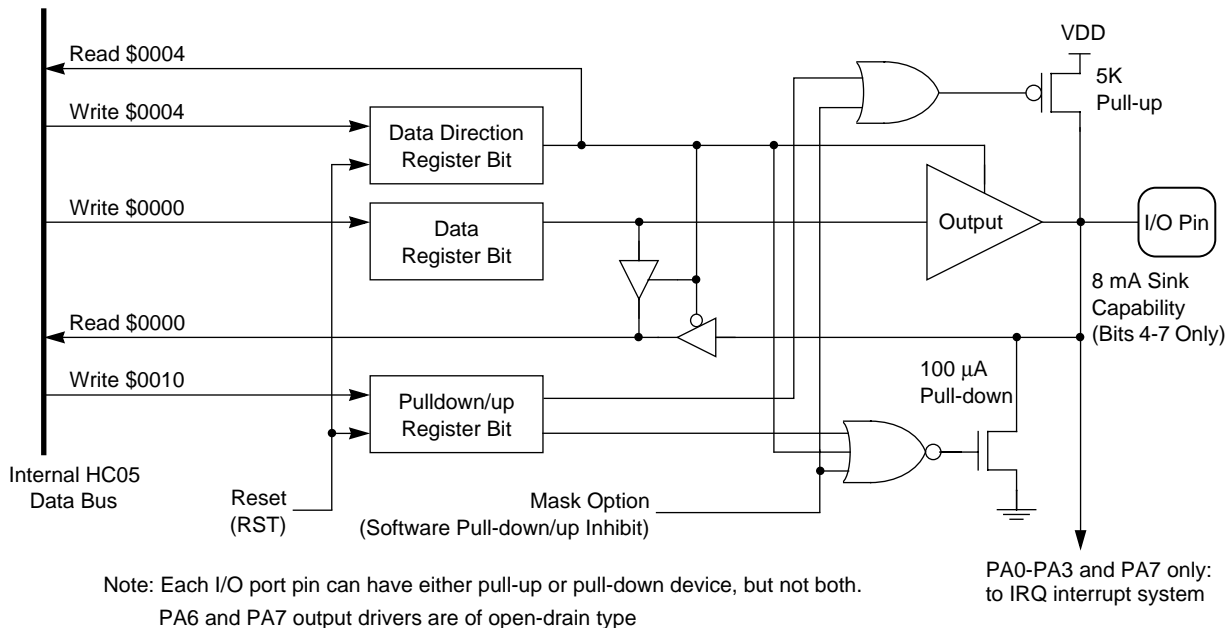 Read $0004
Write $0004
Data Direction
Register Bit
VDD
5K
Pull-up
Write $0000
Data
Register Bit
Output
I/O Pin
8 mA Sink
Capability
(Bits 4-7 Only)
Read $0000
Write $0010
Pulldown/up
Register Bit
100 μA
Pull-down
Internal HC05
Data Bus
Reset
(RST)
Mask Option
(Software Pull-down/up Inhibit)
PA0-PA3 and PA7 only:
to IRQ interrupt system
Note: Each I/O port pin can have either pull-up or pull-down device, but not both.
PA6 and PA7 output drivers are of open-drain type